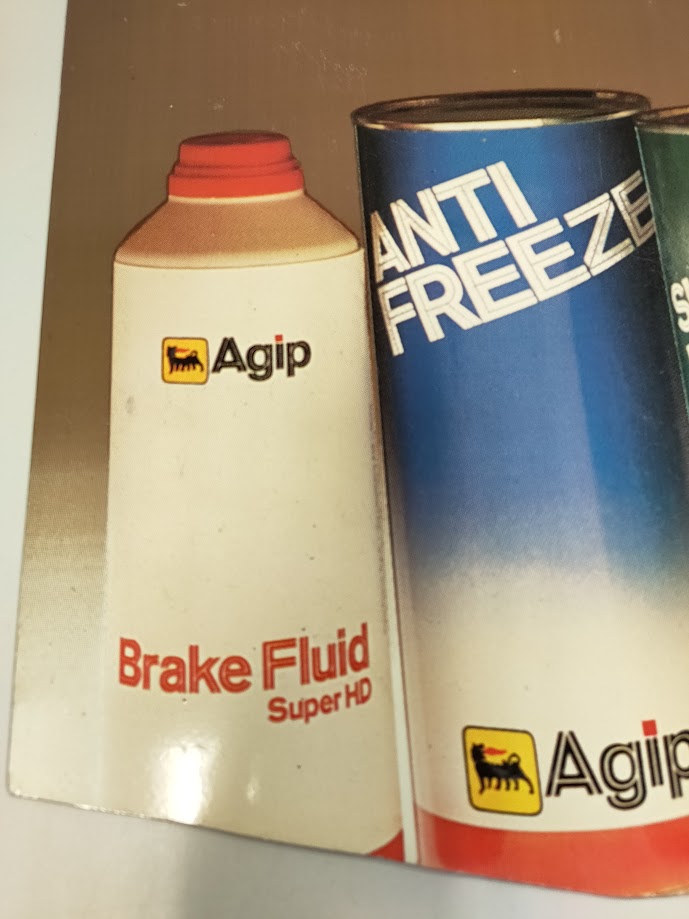 Agip
Brake Fluid
Super HD
ANTI
FREEZE
Agip